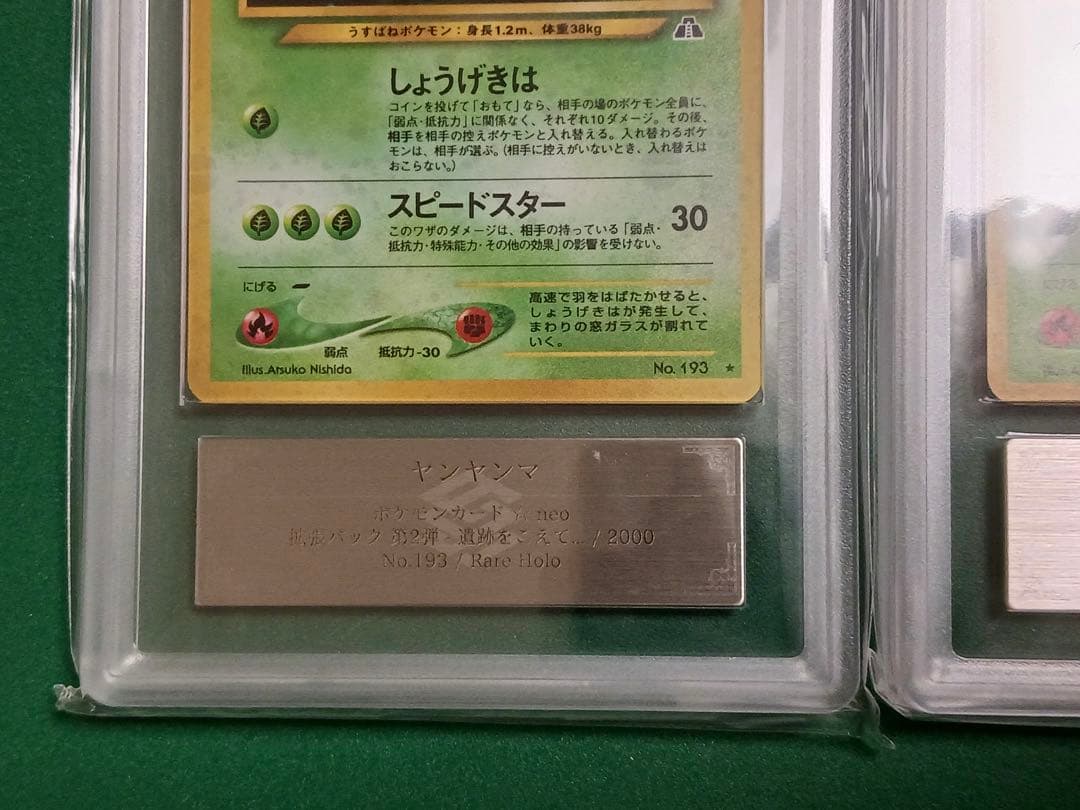 うすばねポケモン：身長1.2m、体重38kg
しょうげきは
コインを投げて「おもて」なら、相手の場のポケモン全員に、
「弱点・抵抗力」に関係なく、それぞれ10ダメージ。その後、
相手を相手の控えポケモンと入れ替える。入れ替わるポケ
モンは、相手が選ぶ。（相手に控えがいないとき、入れ替えは
おこらない。）
スピードスター 30
このワザのダメージは、相手の持っている「弱点・
抵抗力・特殊能力・その他の効果」の影響を受けない。
にげる
弱点 抵抗力-30
高速で羽をはばたかせると、
しょうげきはが発生して、
まわりの窓ガラスが割れて
いく。
Illus. Atsuko Nishida No. 193 ★
ヤンヤンマ
ポケモンカード ☆ neo
拡張パック 第2弾 - 遺跡をこえて... / 2000
No.193 / Rare Holo